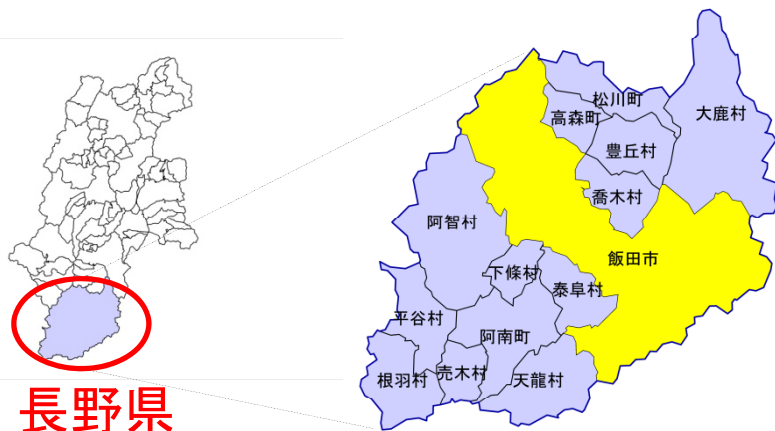 松川町
大鹿村
高森町
豊丘村
喬木村
阿智村
飯田市
下條村
泰阜村
平谷村
阿南町
根羽村
売木村
天龍村
長野県